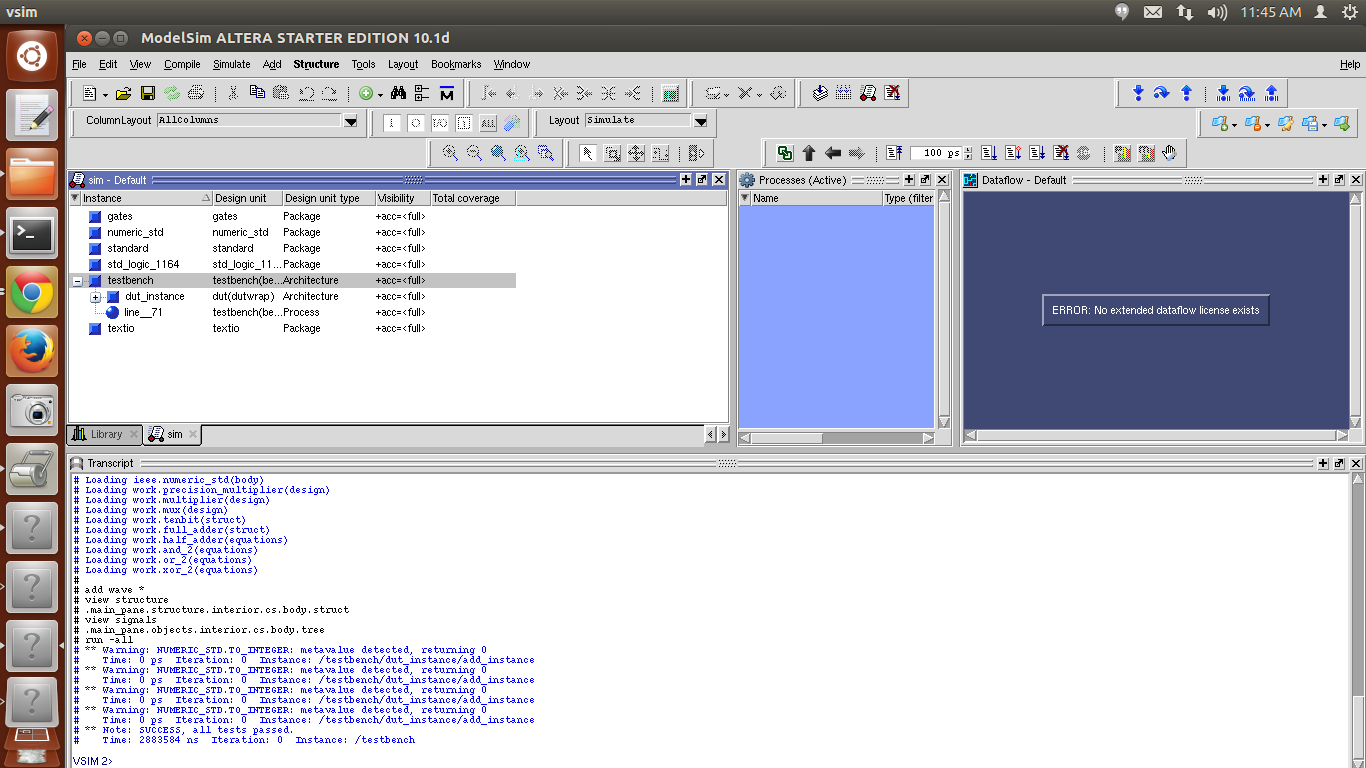 vsim
11:45 AM
ModelSim ALTERA STARTER EDITION 10.1d
File Edit View Compile Simulate Add Structure Tools Layout Bookmarks Window Help
ColumnLayout AllColumns
Layout Simulate
100 ps
sim - Default
Instance Design unit Design unit type Visibility Total coverage
gates gates Package +acc=<full>
numeric_std numeric_std Package +acc=<full>
standard standard Package +acc=<full>
std_logic_1164 std_logic_11... Package +acc=<full>
testbench testbench(be... Architecture +acc=<full>
dut_instance dut(dutwrap) Architecture +acc=<full>
line__71 testbench(be... Process +acc=<full>
textio textio Package +acc=<full>
Library sim
Processes (Active)
Name Type (filter
Dataflow - Default
ERROR: No extended dataflow license exists
Transcript
# Loading ieee.numeric_std(body)
# Loading work.precision_multiplier(design)
# Loading work.multiplier(design)
# Loading work.mux(design)
# Loading work.tenbit(struct)
# Loading work.full_adder(struct)
# Loading work.half_adder(equations)
# Loading work.and_2(equations)
# Loading work.or_2(equations)
# Loading work.xor_2(equations)
#
# add wave *
# view structure
# .main_pane.structure.interior.cs.body.struct
# view signals
# .main_pane.objects.interior.cs.body.tree
# run -all
# ** Warning: NUMERIC_STD.TO_INTEGER: metavalue detected, returning 0
# Time: 0 ps Iteration: 0 Instance: /testbench/dut_instance/add_instance
# ** Warning: NUMERIC_STD.TO_INTEGER: metavalue detected, returning 0
# Time: 0 ps Iteration: 0 Instance: /testbench/dut_instance/add_instance
# ** Warning: NUMERIC_STD.TO_INTEGER: metavalue detected, returning 0
# Time: 0 ps Iteration: 0 Instance: /testbench/dut_instance/add_instance
# ** Warning: NUMERIC_STD.TO_INTEGER: metavalue detected, returning 0
# Time: 0 ps Iteration: 0 Instance: /testbench/dut_instance/add_instance
# ** Note: SUCCESS, all tests passed.
# Time: 2883584 ns Iteration: 0 Instance: /testbench
VSIM 2>